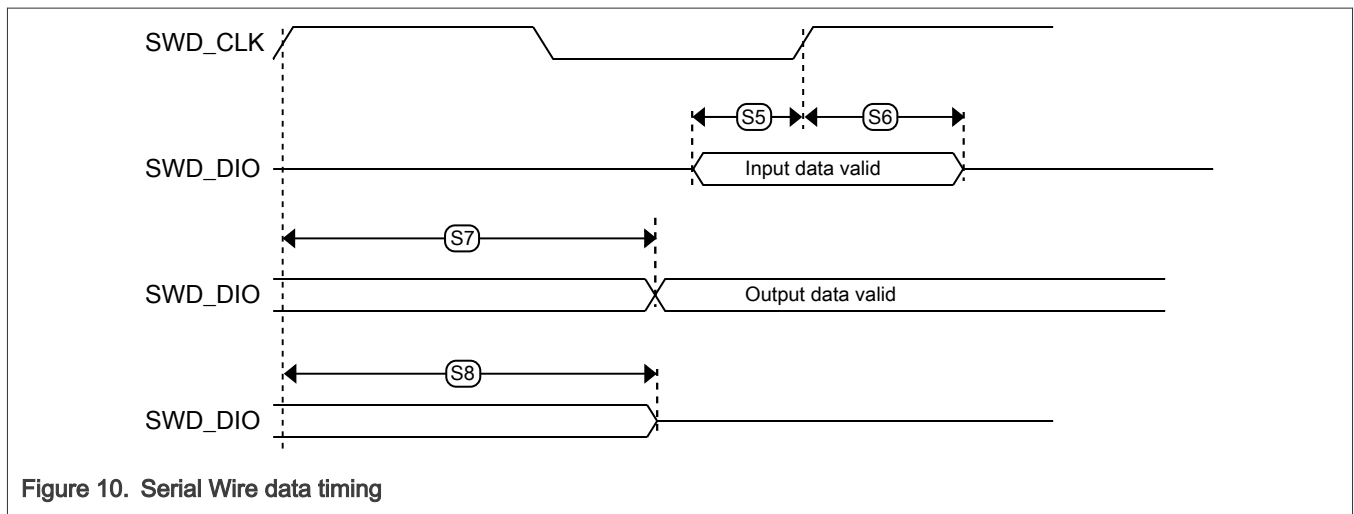 SWD_CLK
S5
S6
SWD_DIO
Input data valid
S7
SWD_DIO
Output data valid
S8
SWD_DIO
Figure 10. Serial Wire data timing